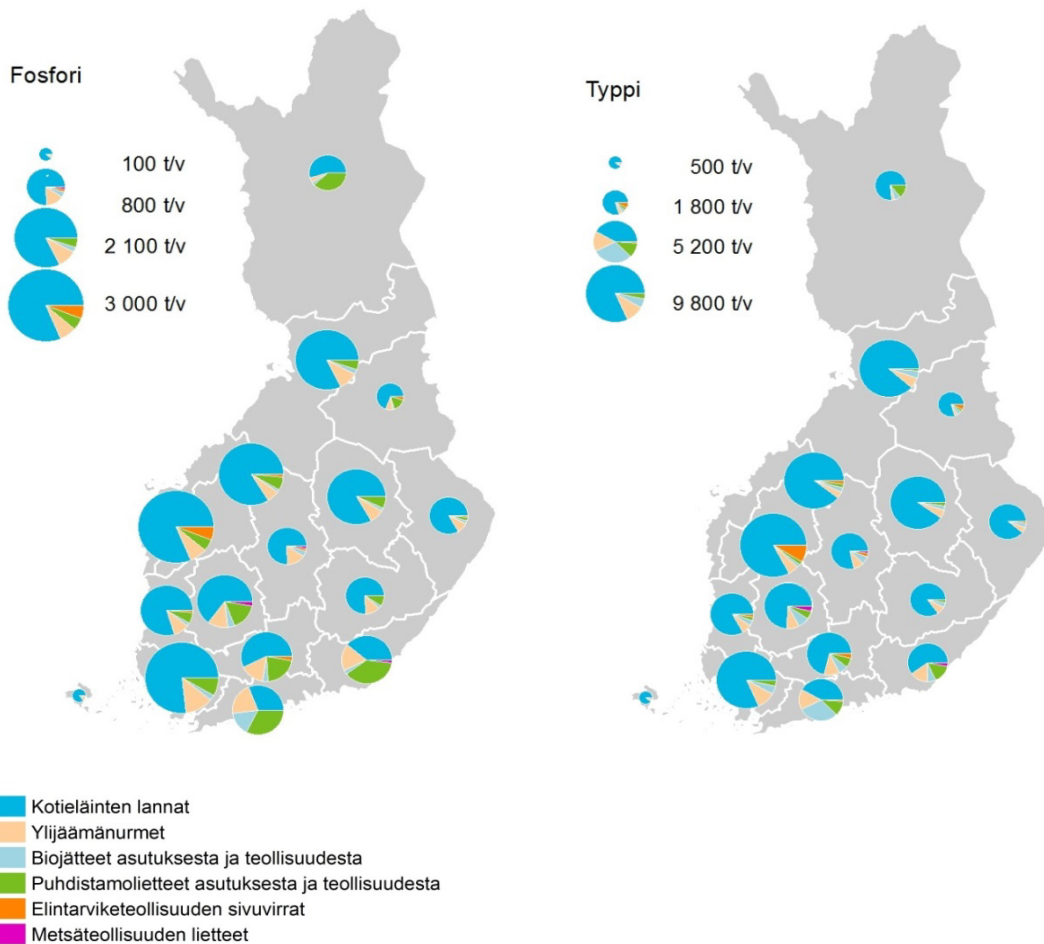 Fosfori
100 t/v
800 t/v
2 100 t/v
3 000 t/v
Typpi
500 t/v
1 800 t/v
5 200 t/v
9 800 t/v
Kotieläinten lannat
Ylijäämänurmet
Biojätteet asutuksesta ja teollisuudesta
Puhdistamolietteet asutuksesta ja teollisuudesta
Elintarviketeollisuuden sivuvirrat
Metsäteollisuuden lietteet